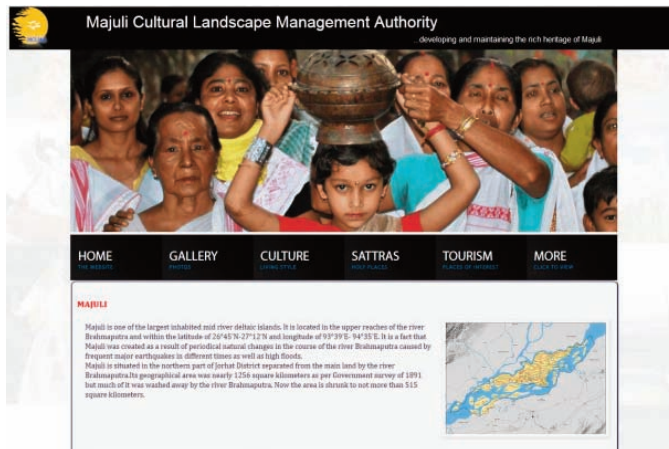 Majuli Cultural Landscape Management Authority
..developing and maintaining the rich heritage of Majuli
HOME GALLERY CULTURE SATTRAS TOURISM MORE
THE WEBSITE PHOTOS LIVING STYLE HOLY PLACES PLACES OF INTEREST CLICK TO VIEW
MAJULI
Majuli is one of the largest inhabited mid river deltaic islands. It is located in the upper reaches of the river
Brahmaputra and within the latitude of 26°45'N-27°12'N and longitude of 93°39'E- 94°35'E. It is a fact that
Majuli was created as a result of periodical natural changes in the course of the river Brahmaputra caused by
frequent major earthquakes in different times as well as high floods.
Majuli is situated in the northern part of Jorhat District separated from the main land by the river
Brahmaputra.Its geographical area was nearly 1256 square kilometers as per Government survey of 1891
but much of it was washed away by the river Brahmaputra. Now the area is shrunk to not more than 515
square kilometers.